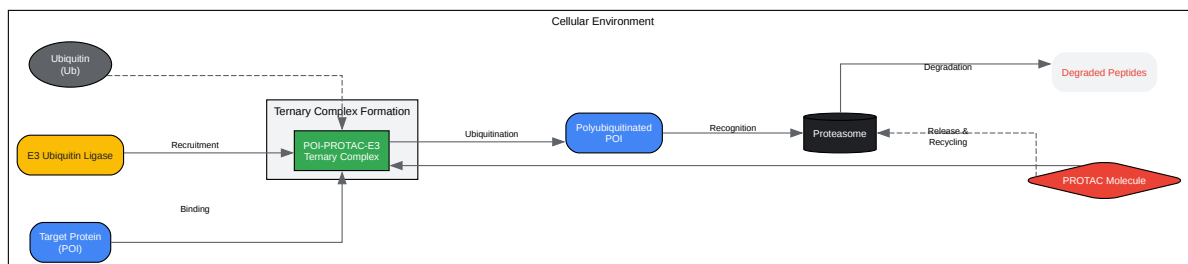 Cellular Environment
Ubiquitin
(Ub)
Ternary Complex Formation
E3 Ubiquitin Ligase
Recruitment
POI-PROTAC-E3
Ternary Complex
Ubiquitination
Polyubiquitinated
POI
Recognition
Proteasome
Degradation
Degraded Peptides
Release &
Recycling
PROTAC Molecule
Binding
Target Protein
(POI)